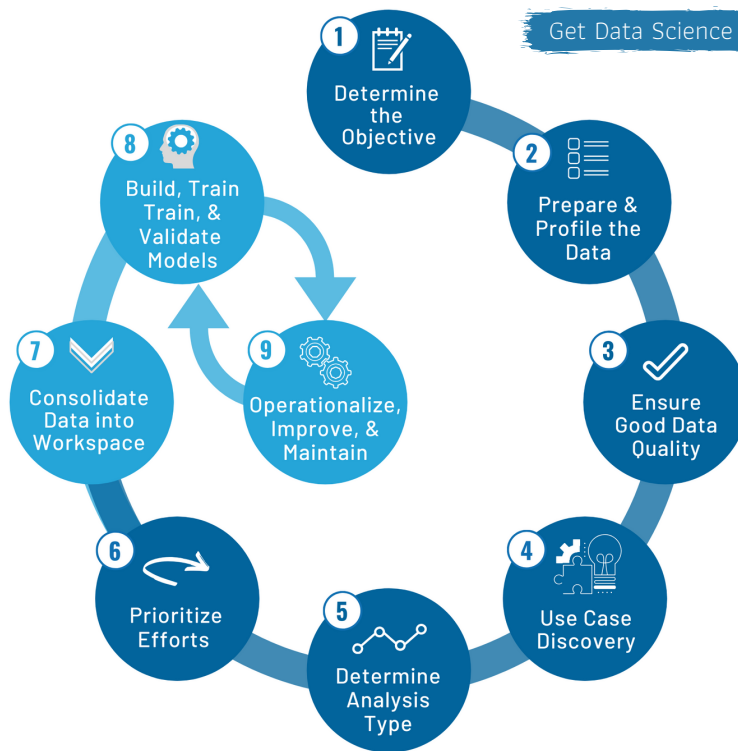 Get Data Science
1
Determine
the
Objective
2
Prepare &
Profile the
Data
3
Ensure
Good Data
Quality
4
Use Case
Discovery
5
Determine
Analysis
Type
6
Prioritize
Efforts
7
Consolidate
Data into
Workspace
8
Build, Train
Train, &
Validate
Models
9
Operationalize,
Improve, &
Maintain